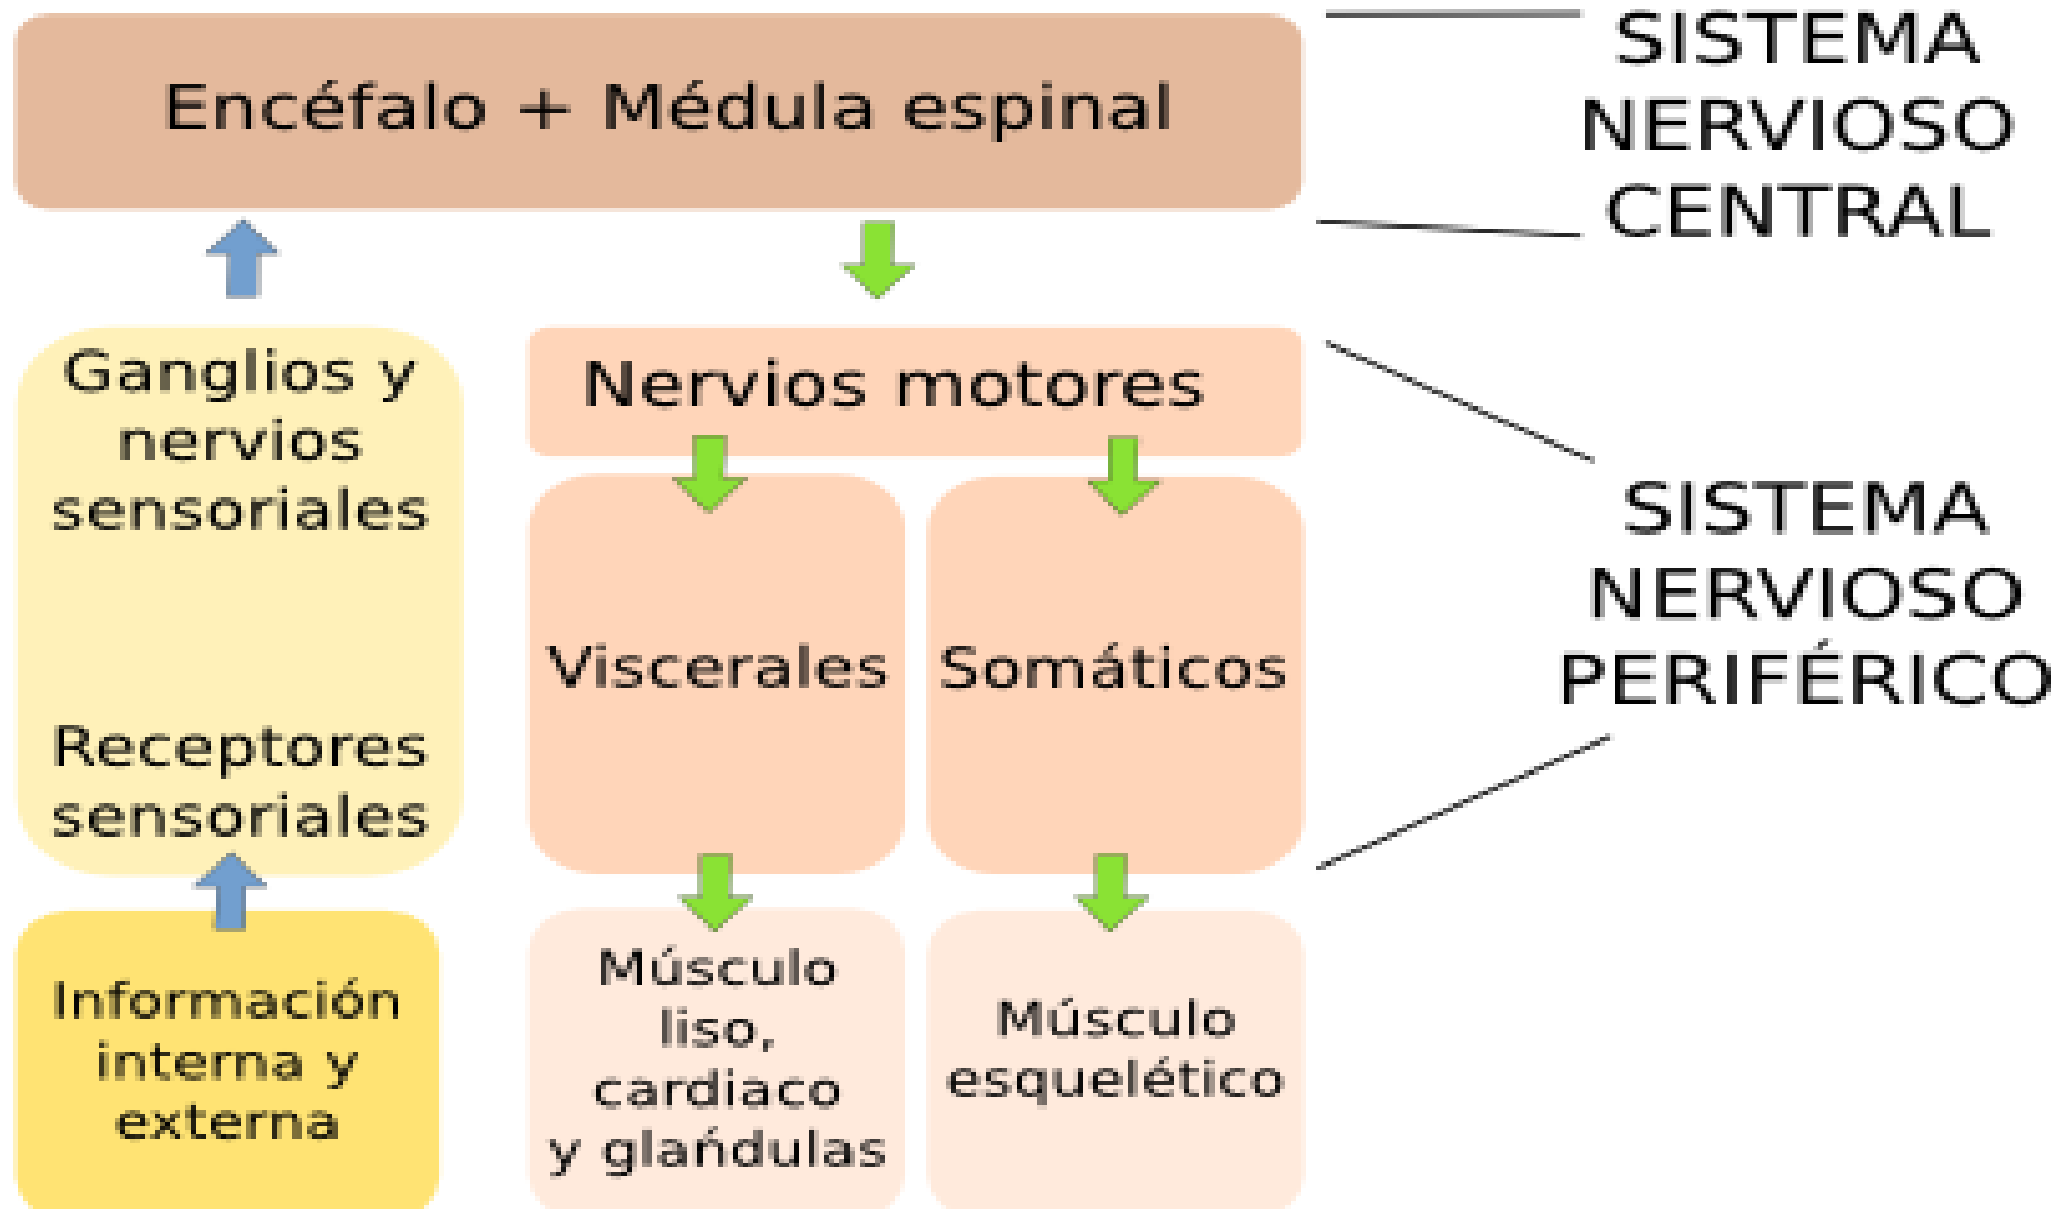 Encéfalo + Médula espinal
SISTEMA
NERVIOSO
CENTRAL
Ganglios y
nervios
sensoriales
Receptores
sensoriales
Información
interna y
externa
Nervios motores
Viscerales
Somáticos
Músculo
liso,
cardiaco
y glańdulas
Músculo
esquelético
SISTEMA
NERVIOSO
PERIFÉRICO